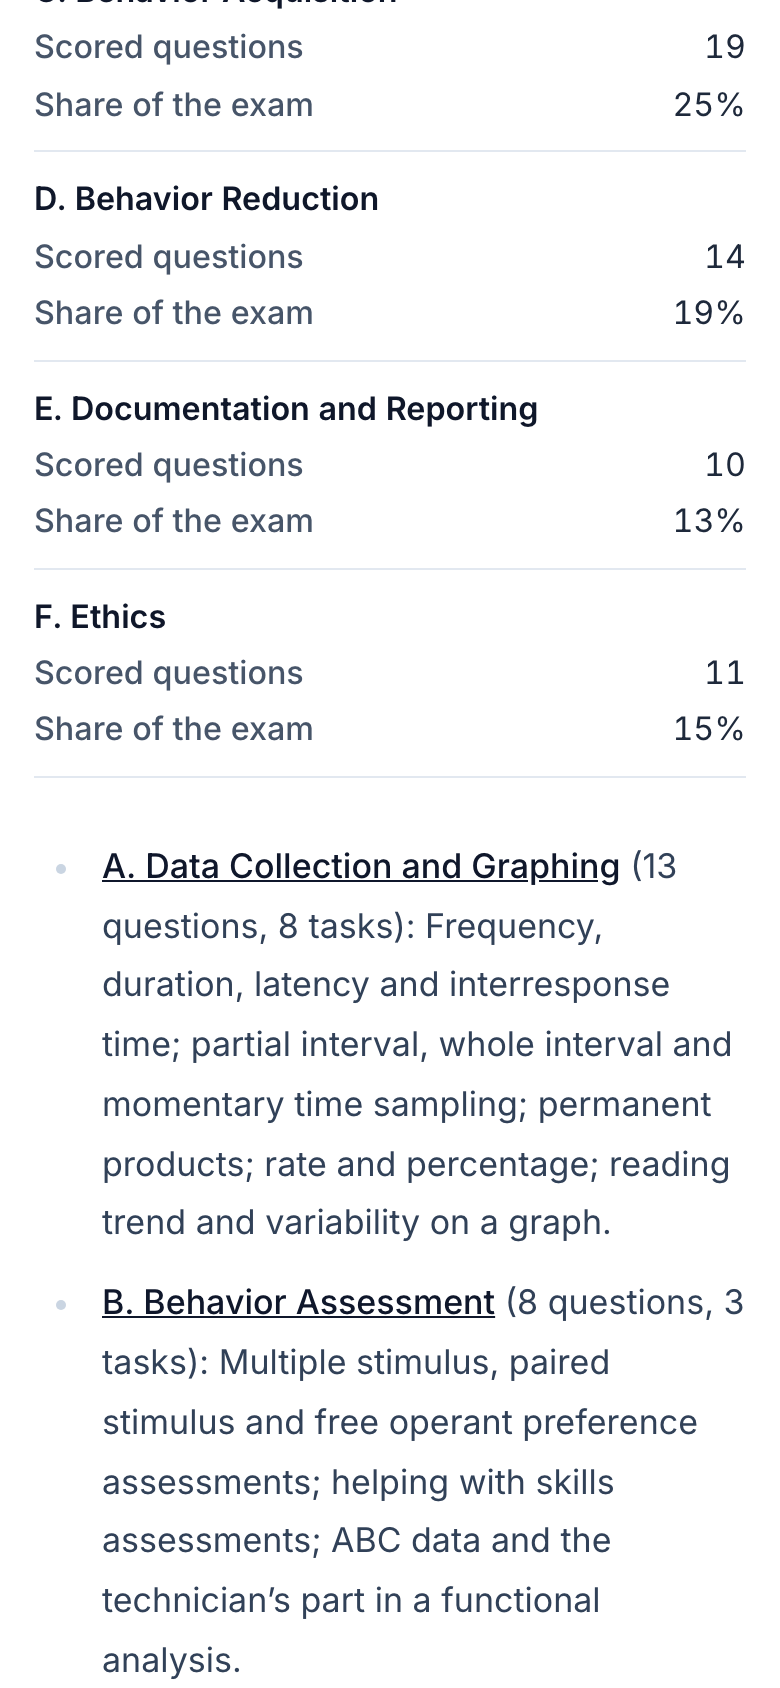 C. Behavior Acquisition
Scored questions 19
Share of the exam 25%
D. Behavior Reduction
Scored questions 14
Share of the exam 19%
E. Documentation and Reporting
Scored questions 10
Share of the exam 13%
F. Ethics
Scored questions 11
Share of the exam 15%
A. Data Collection and Graphing (13
questions, 8 tasks): Frequency,
duration, latency and interresponse
time; partial interval, whole interval and
momentary time sampling; permanent
products; rate and percentage; reading
trend and variability on a graph.
B. Behavior Assessment (8 questions, 3
tasks): Multiple stimulus, paired
stimulus and free operant preference
assessments; helping with skills
assessments; ABC data and the
technician’s part in a functional
analysis.